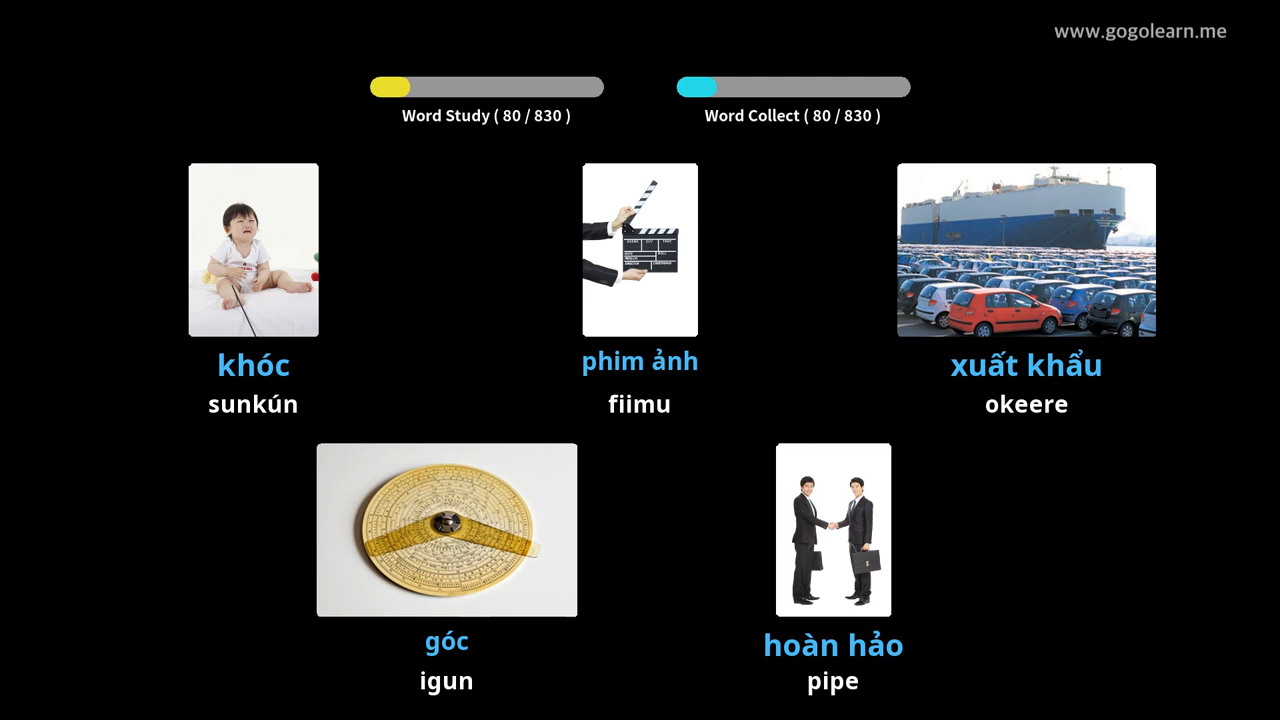 www.gogolearn.me
Word Study ( 80 / 830 )
Word Collect ( 80 / 830 )
khóc
sunkún
phim ảnh
fiimu
xuất khẩu
okeere
góc
igun
hoàn hảo
pipe